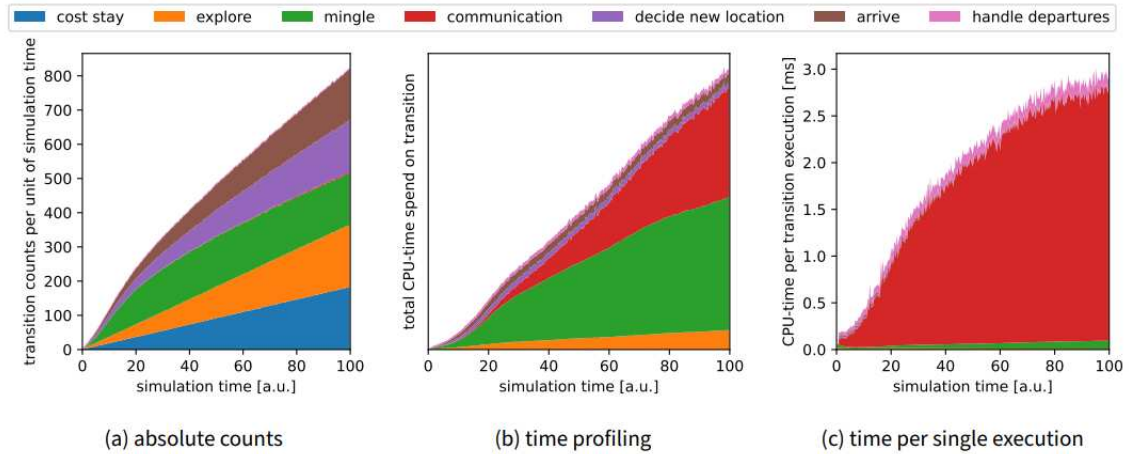 cost stay explore mingle communication decide new location arrive handle departures
transition counts per unit of simulation time
800
700
600
500
400
300
200
100
0
0 20 40 60 80 100
simulation time [a.u.]
(a) absolute counts
total CPU-time spend on transition
0 20 40 60 80 100
simulation time [a.u.]
(b) time profiling
CPU-time per transition execution [ms]
3.0
2.5
2.0
1.5
1.0
0.5
0.0
0 20 40 60 80 100
simulation time [a.u.]
(c) time per single execution